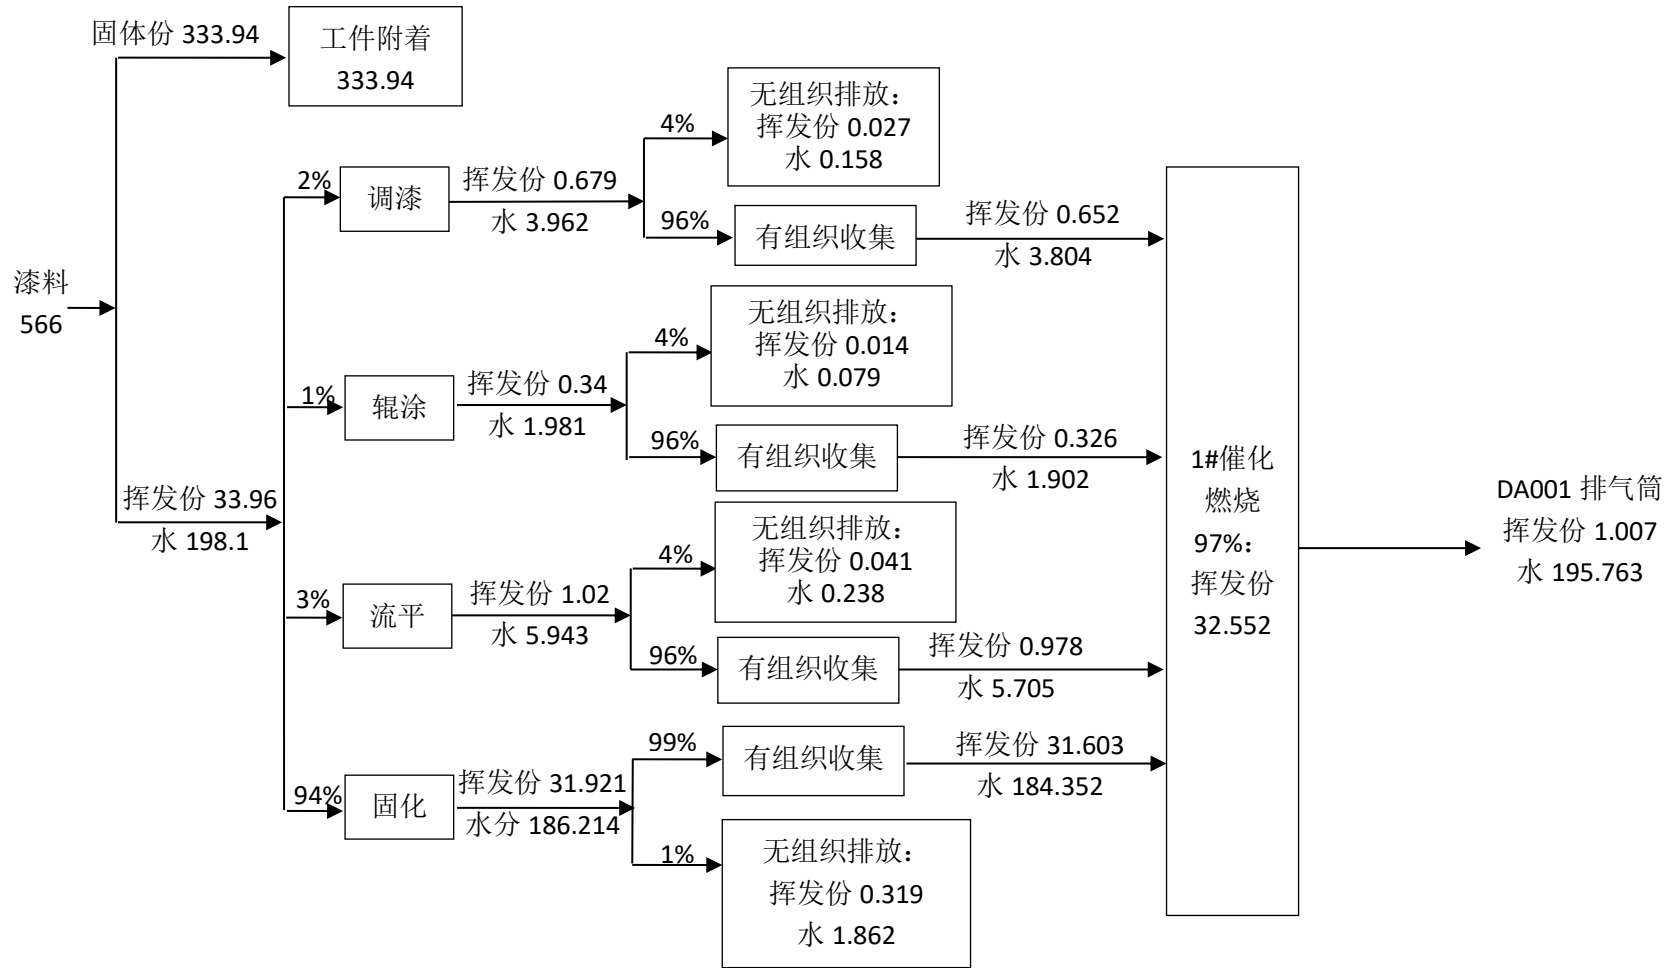 固体份 333.94
工件附着
333.94
漆料
566
挥发份 33.96
水 198.1
2%
调漆
挥发份 0.679
水 3.962
4%
无组织排放：
挥发份 0.027
水 0.158
96%
有组织收集
挥发份 0.652
水 3.804
1%
辊涂
挥发份 0.34
水 1.981
4%
无组织排放：
挥发份 0.014
水 0.079
96%
有组织收集
挥发份 0.326
水 1.902
3%
流平
挥发份 1.02
水 5.943
4%
无组织排放：
挥发份 0.041
水 0.238
96%
有组织收集
挥发份 0.978
水 5.705
94%
固化
挥发份 31.921
水分 186.214
99%
有组织收集
挥发份 31.603
水 184.352
1%
无组织排放：
挥发份 0.319
水 1.862
1#催化
燃烧
97%：
挥发份
32.552
DA001 排气筒
挥发份 1.007
水 195.763